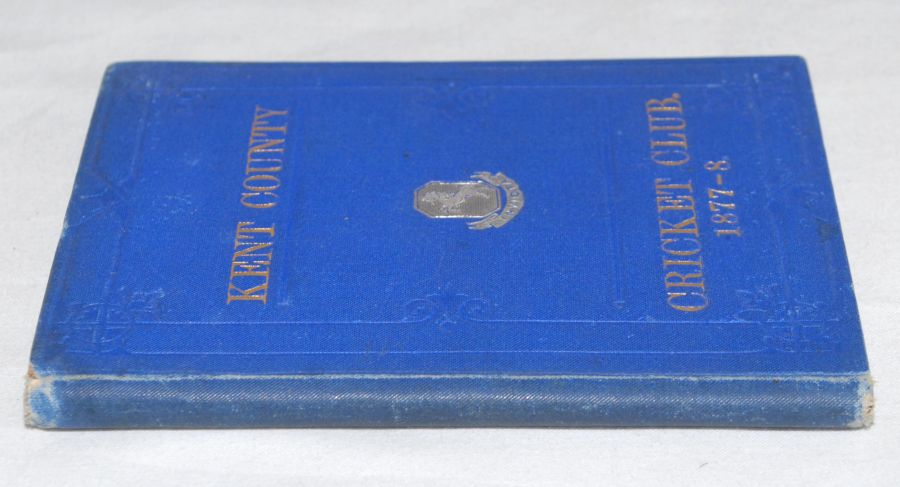 KENT COUNTY
CRICKET CLUB.
1877-8.